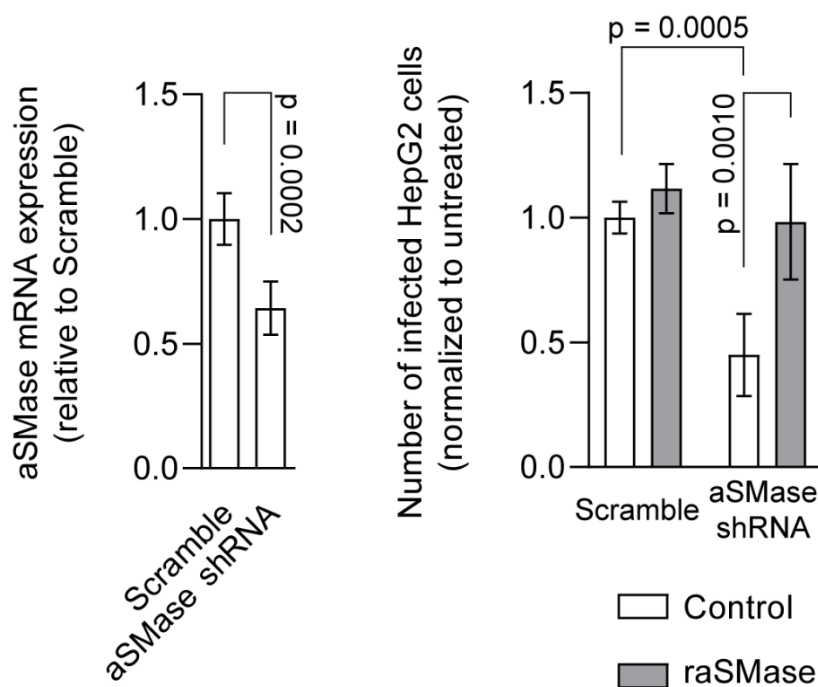 aSMase mRNA expression
(relative to Scramble)
1.5
1.0
0.5
0.0
p = 0.0002
Scramble
aSMase shRNA
Number of infected HepG2 cells
(normalized to untreated)
1.5
1.0
0.5
0.0
p = 0.0005
p = 0.0010
Scramble
aSMase
shRNA
Control
raSMase